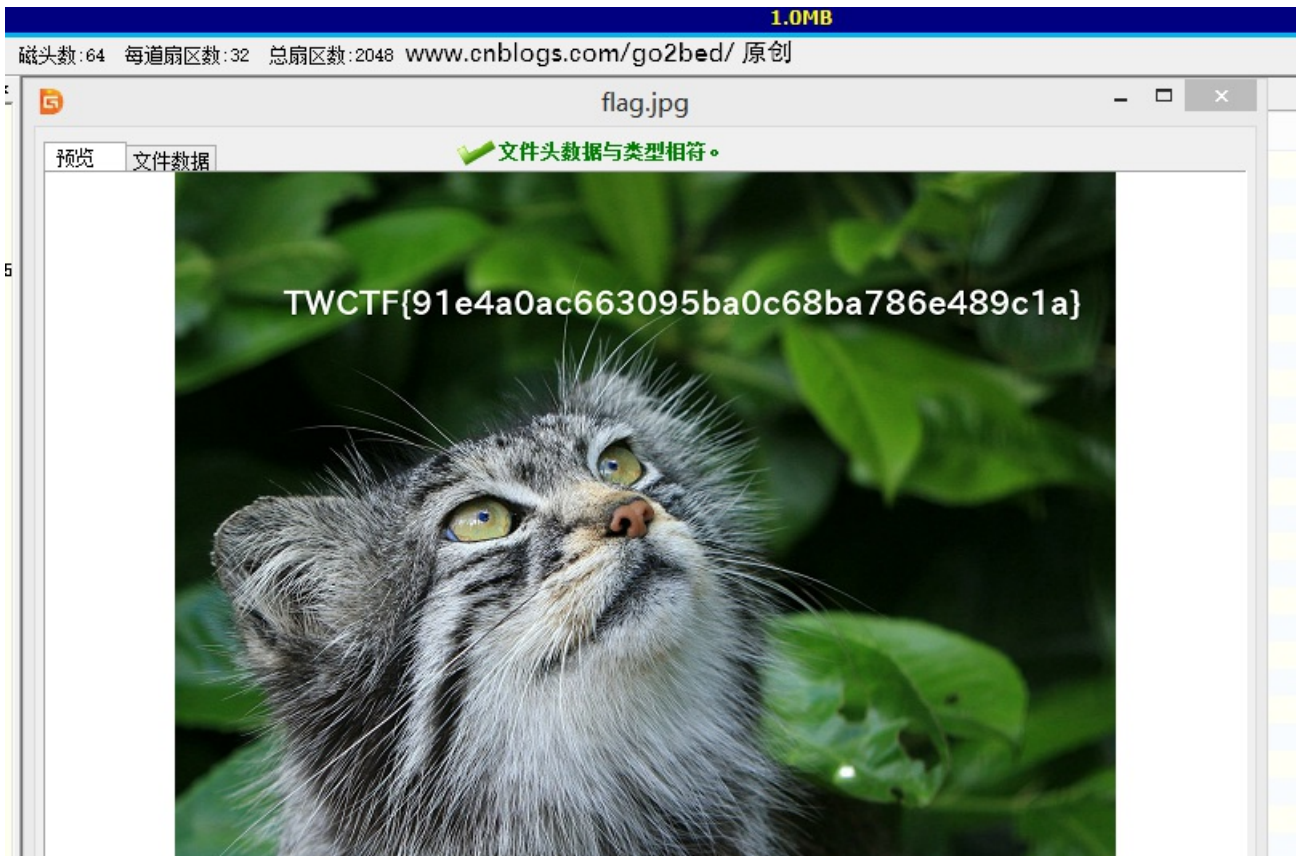 1.0MB
磁头数:64 每道扇区数:32 总扇区数:2048 www.cnblogs.com/go2bed/ 原创
flag.jpg
预览 文件数据 文件头数据与类型相符。
TWCTF{91e4a0ac663095ba0c68ba786e489c1a}